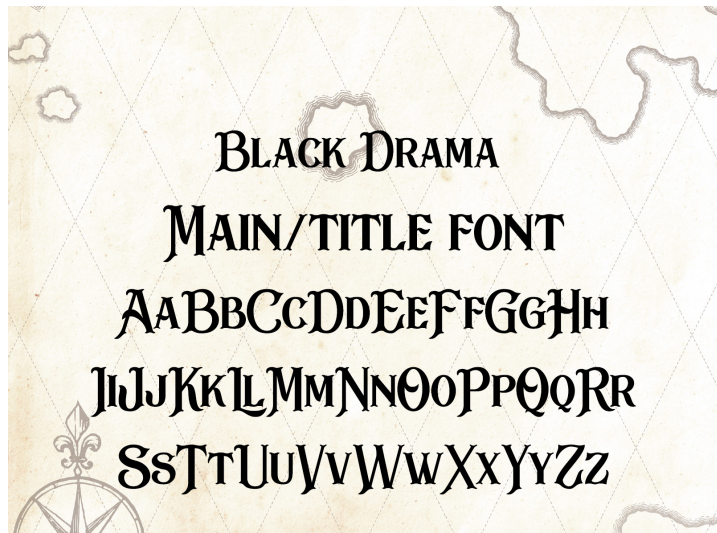 Black Drama
Main/title font
AaBbCcDdEeFfGgHh
IiJjKkLlMmNnOoPpQqRr
SsTtUuVvWwXxYyZz